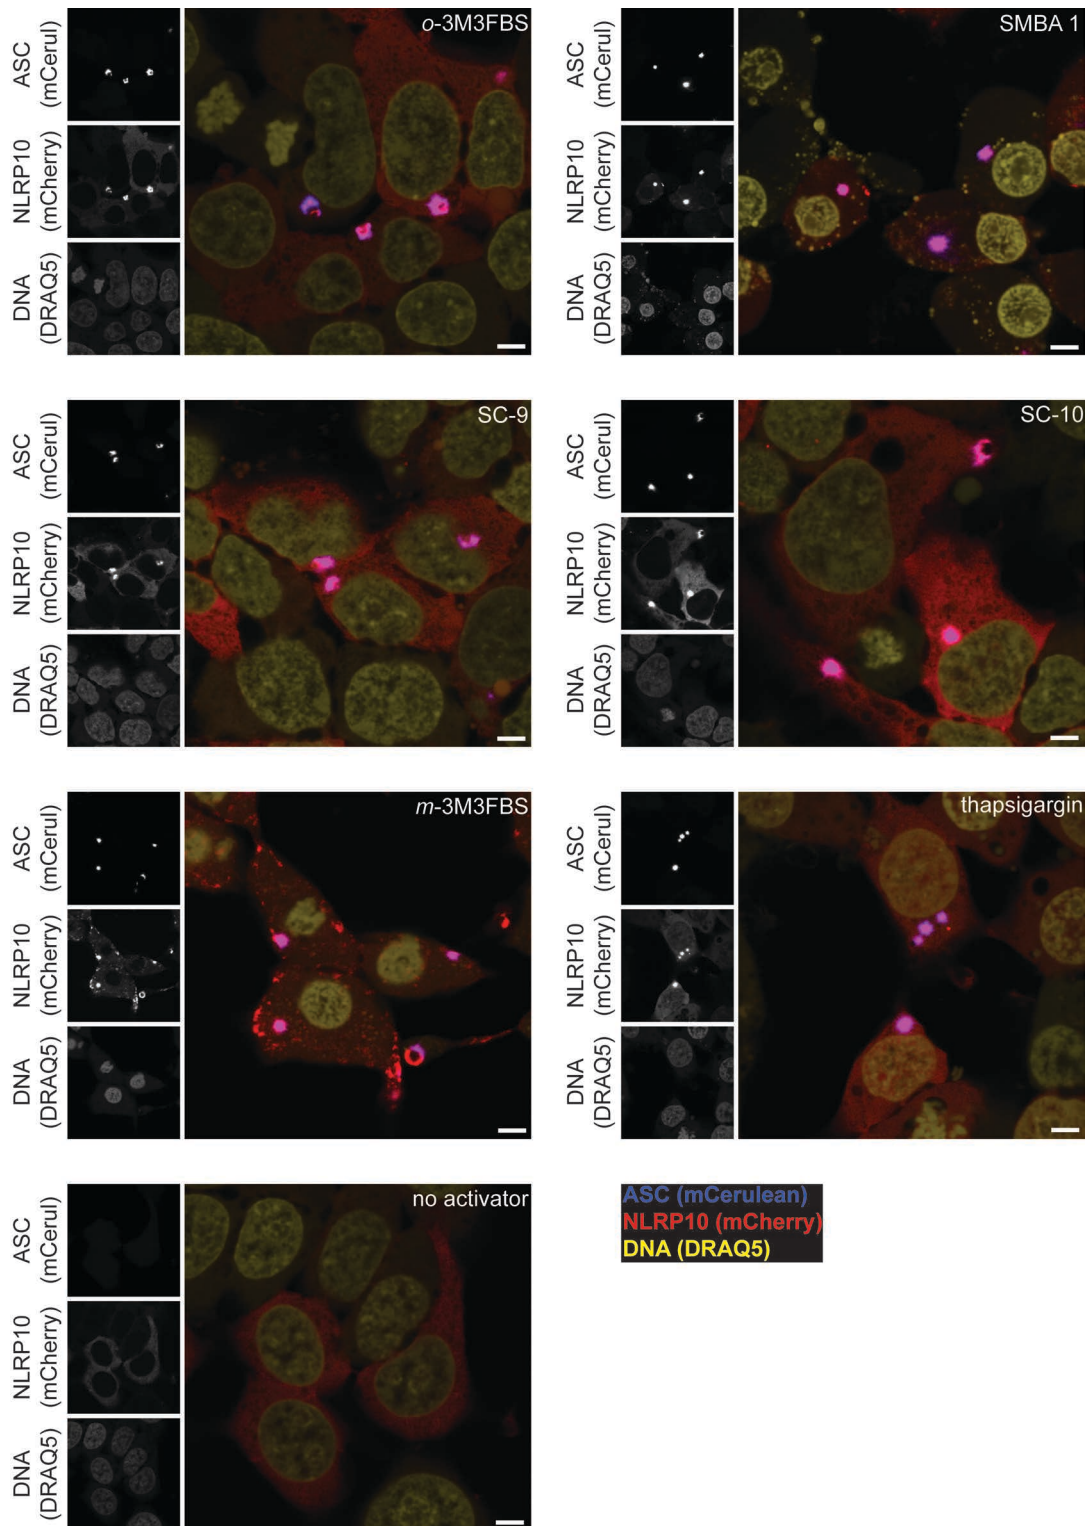 o-3M3FBS
ASC
(mCerul)
NLRP10
(mCherry)
DNA
(DRAQ5)
SMBA 1
ASC
(mCerul)
NLRP10
(mCherry)
DNA
(DRAQ5)
SC-9
ASC
(mCerul)
NLRP10
(mCherry)
DNA
(DRAQ5)
SC-10
ASC
(mCerul)
NLRP10
(mCherry)
DNA
(DRAQ5)
m-3M3FBS
ASC
(mCerul)
NLRP10
(mCherry)
DNA
(DRAQ5)
thapsigargin
ASC
(mCerul)
NLRP10
(mCherry)
DNA
(DRAQ5)
no activator
ASC
(mCerul)
NLRP10
(mCherry)
DNA
(DRAQ5)
ASC (mCerulean)
NLRP10 (mCherry)
DNA (DRAQ5)